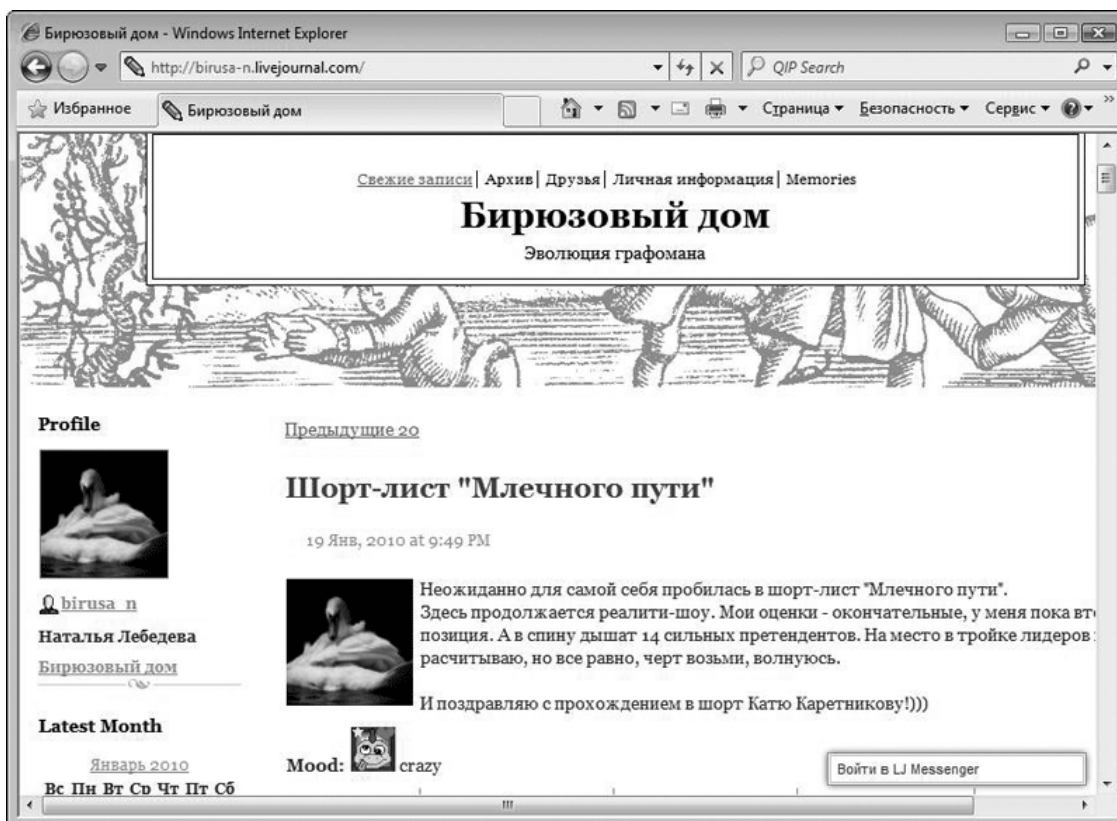 Бирюзовый дом - Windows Internet Explorer
http://birusa-n.livejournal.com/
QIP Search
Избранное
Бирюзовый дом
Страница
Безопасность
Сервис
Свежие записи| Архив| Друзья| Личная информация| Memories
Бирюзовый дом
Эволюция графомана
Profile
birusa_n
Наталья Лебедева
Бирюзовый дом
Latest Month
Январь 2010
Вс Пн Вт Ср Чт Пт Сб
Предыдущие 20
Шорт-лист "Млечного пути"
19 Янв, 2010 at 9:49 PM
Неожиданно для самой себя пробилась в шорт-лист "Млечного пути".
Здесь продолжается реалити-шоу. Мои оценки - окончательные, у меня пока
позиция. А в спину дышат 14 сильных претендентов. На место в тройке лидеров
расчитываю, но все равно, черт возьми, волнуюсь.
И поздравляю с прохождением в шорт Катю Каретникову!)))
Mood: crazy
Войти в LJ Messenger